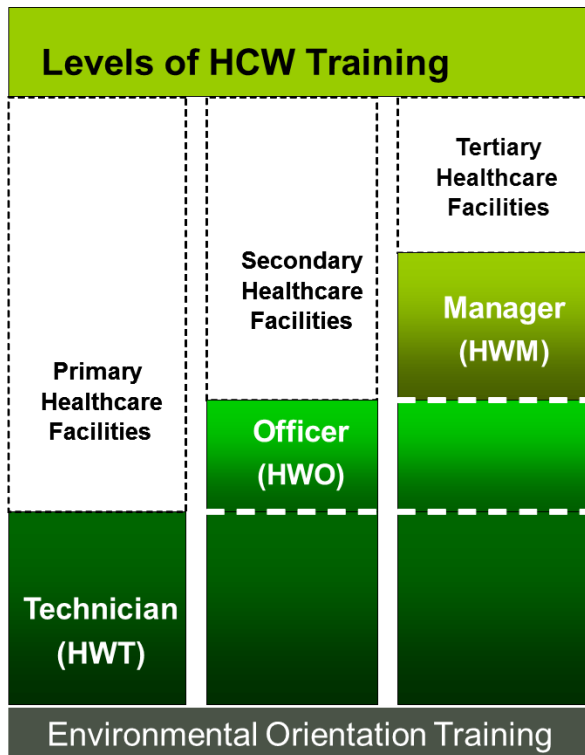 Levels of HCW Training
Primary
Healthcare
Facilities
Technician
(HWT)
Secondary
Healthcare
Facilities
Officer
(HWO)
Tertiary
Healthcare
Facilities
Manager
(HWM)
Environmental Orientation Training